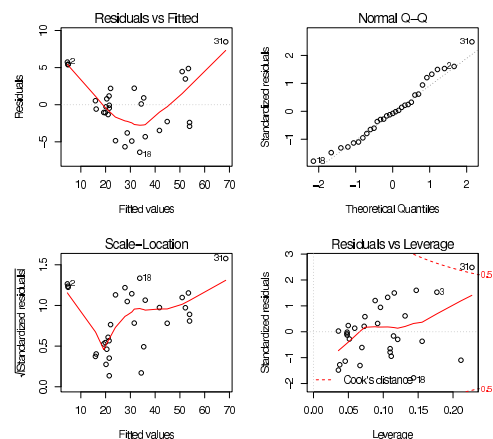 Residuals vs Fitted
Residuals
5
0
-5
31
2
18
10 20 30 40 50 60 70
Fitted values
Normal Q-Q
Standardized residuals
2
1
0
-1
31
2
18
-2 -1 0 1 2
Theoretical Quantiles
Scale-Location
√|Standardized residuals|
1.5
1.0
0.5
0.0
31
2
18
10 20 30 40 50 60 70
Fitted values
Residuals vs Leverage
Standardized residuals
3
2
1
0
-1
-2
31
3
18
0.5
0.5
Cook's distance
0.00 0.05 0.10 0.15 0.20
Leverage